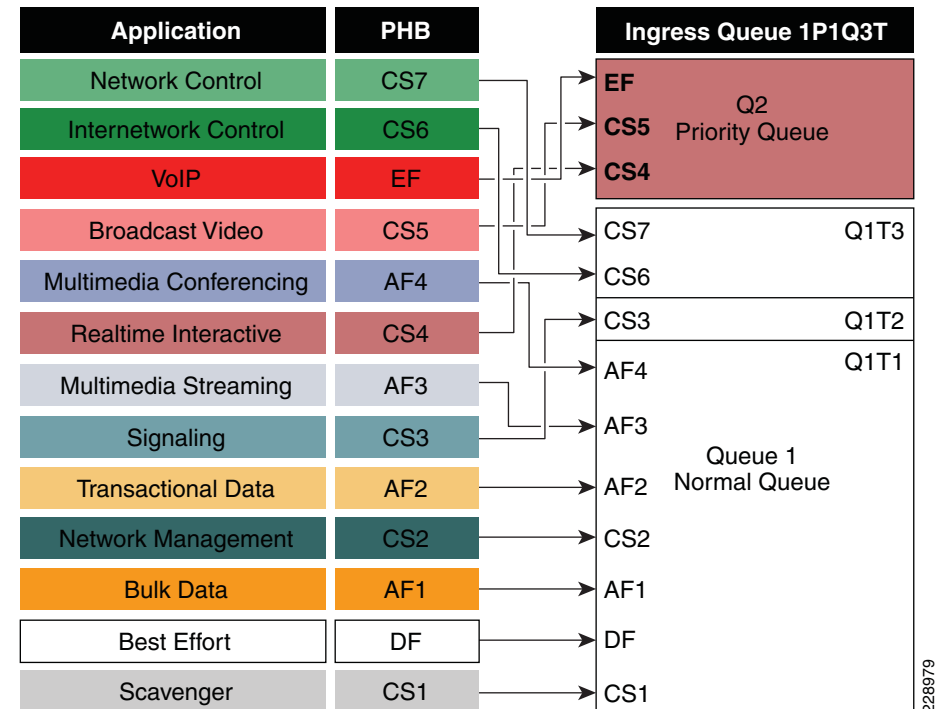 Application PHB Ingress Queue 1P1Q3T
Network Control CS7
Internetwork Control CS6
VoIP EF
Broadcast Video CS5
Multimedia Conferencing AF4
Realtime Interactive CS4
Multimedia Streaming AF3
Signaling CS3
Transactional Data AF2
Network Management CS2
Bulk Data AF1
Best Effort DF
Scavenger CS1
EF
CS5
CS4
Q2
Priority Queue
CS7 Q1T3
CS6
CS3 Q1T2
AF4 Q1T1
AF3
Queue 1
Normal Queue
AF2
CS2
AF1
DF
CS1
228979